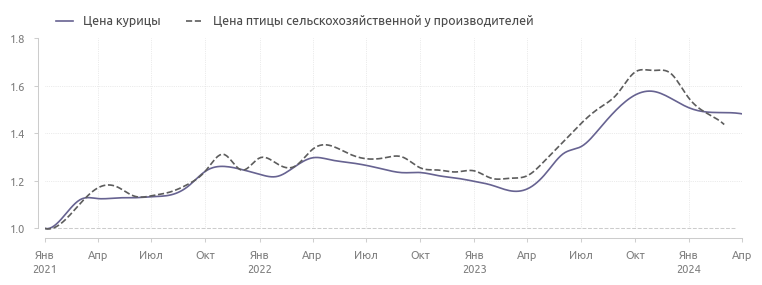 Цена курицы Цена птицы сельскохозяйственной у производителей
1.8
1.6
1.4
1.2
1.0
Янв Апр Июл Окт Янв Апр Июл Окт Янв Апр Июл Окт Янв Апр
2021 2022 2023 2024